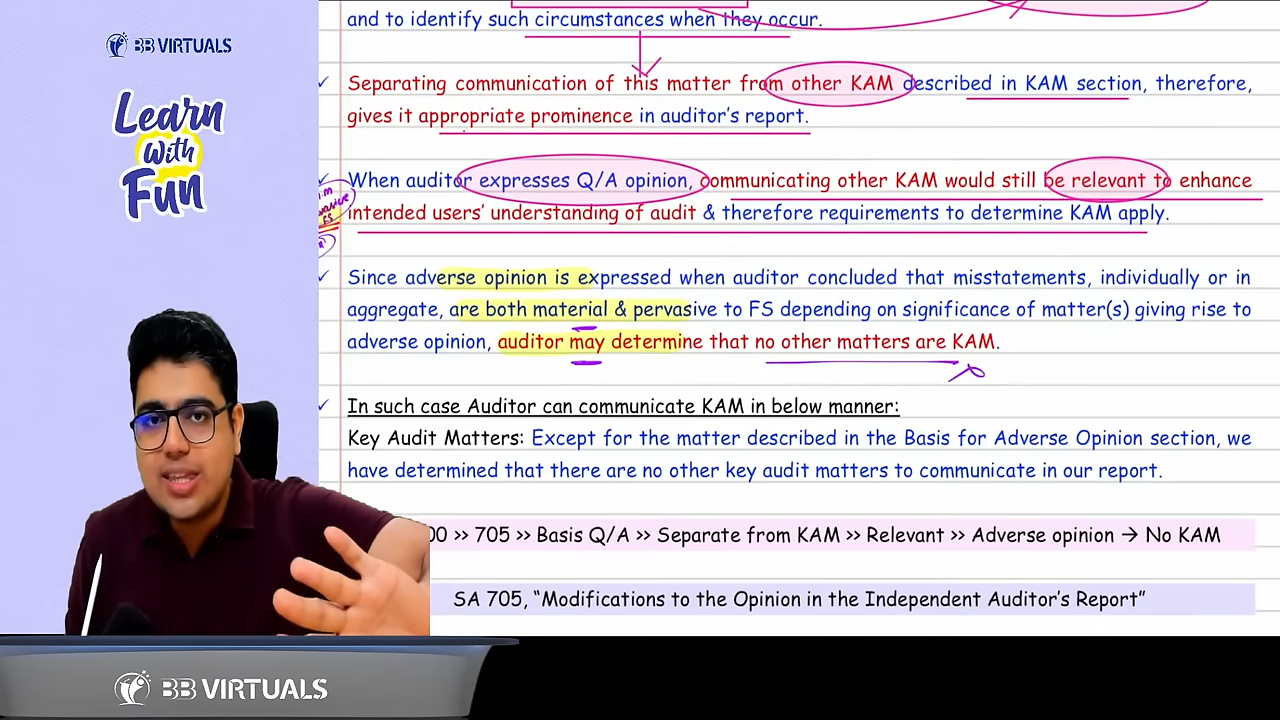 BB VIRTUALS
Learn
with
Fun
and to identify such circumstances when they occur.
✓ Separating communication of this matter from other KAM described in KAM section, therefore,
gives it appropriate prominence in auditor's report.
✓ When auditor expresses Q/A opinion, communicating other KAM would still be relevant to enhance
intended users' understanding of audit & therefore requirements to determine KAM apply.
FS
✓ Since adverse opinion is expressed when auditor concluded that misstatements, individually or in
aggregate, are both material & pervasive to FS depending on significance of matter(s) giving rise to
adverse opinion, auditor may determine that no other matters are KAM.
✓ In such case Auditor can communicate KAM in below manner:
Key Audit Matters: Except for the matter described in the Basis for Adverse Opinion section, we
have determined that there are no other key audit matters to communicate in our report.
00 >> 705 >> Basis Q/A >> Separate from KAM >> Relevant >> Adverse opinion → No KAM
SA 705, "Modifications to the Opinion in the Independent Auditor's Report"
BB VIRTUALS